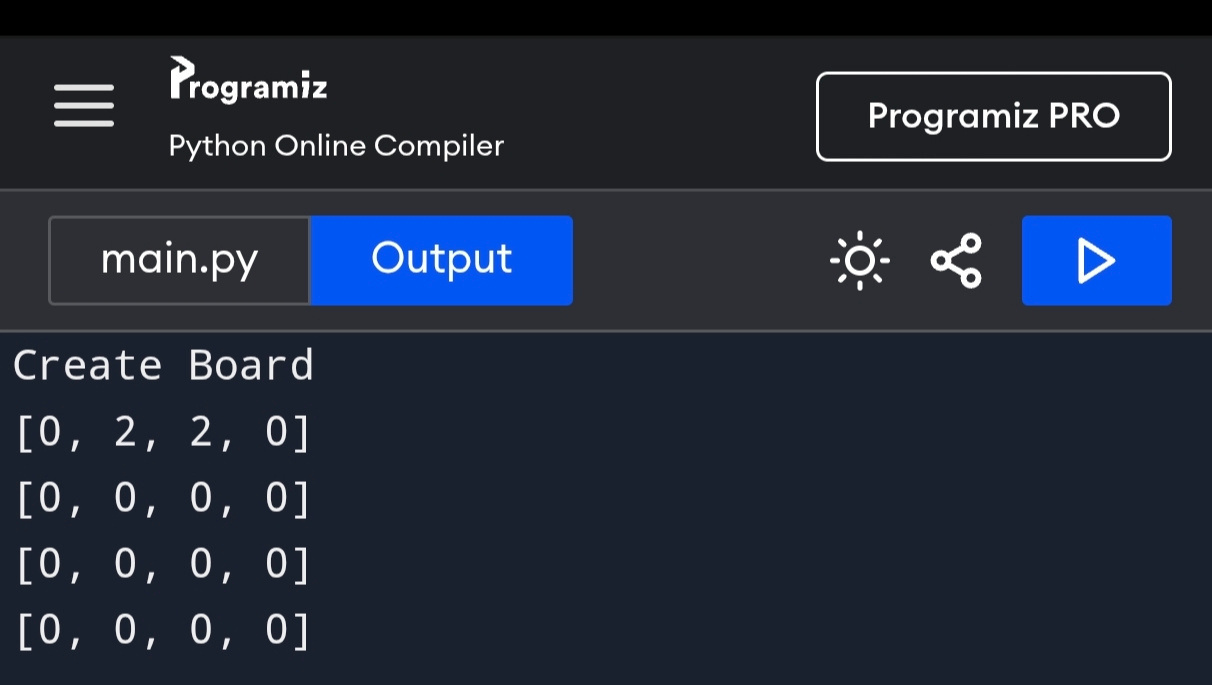 Programiz
Python Online Compiler
Programiz PRO
main.py
Output
Create Board
[0, 2, 2, 0]
[0, 0, 0, 0]
[0, 0, 0, 0]
[0, 0, 0, 0]